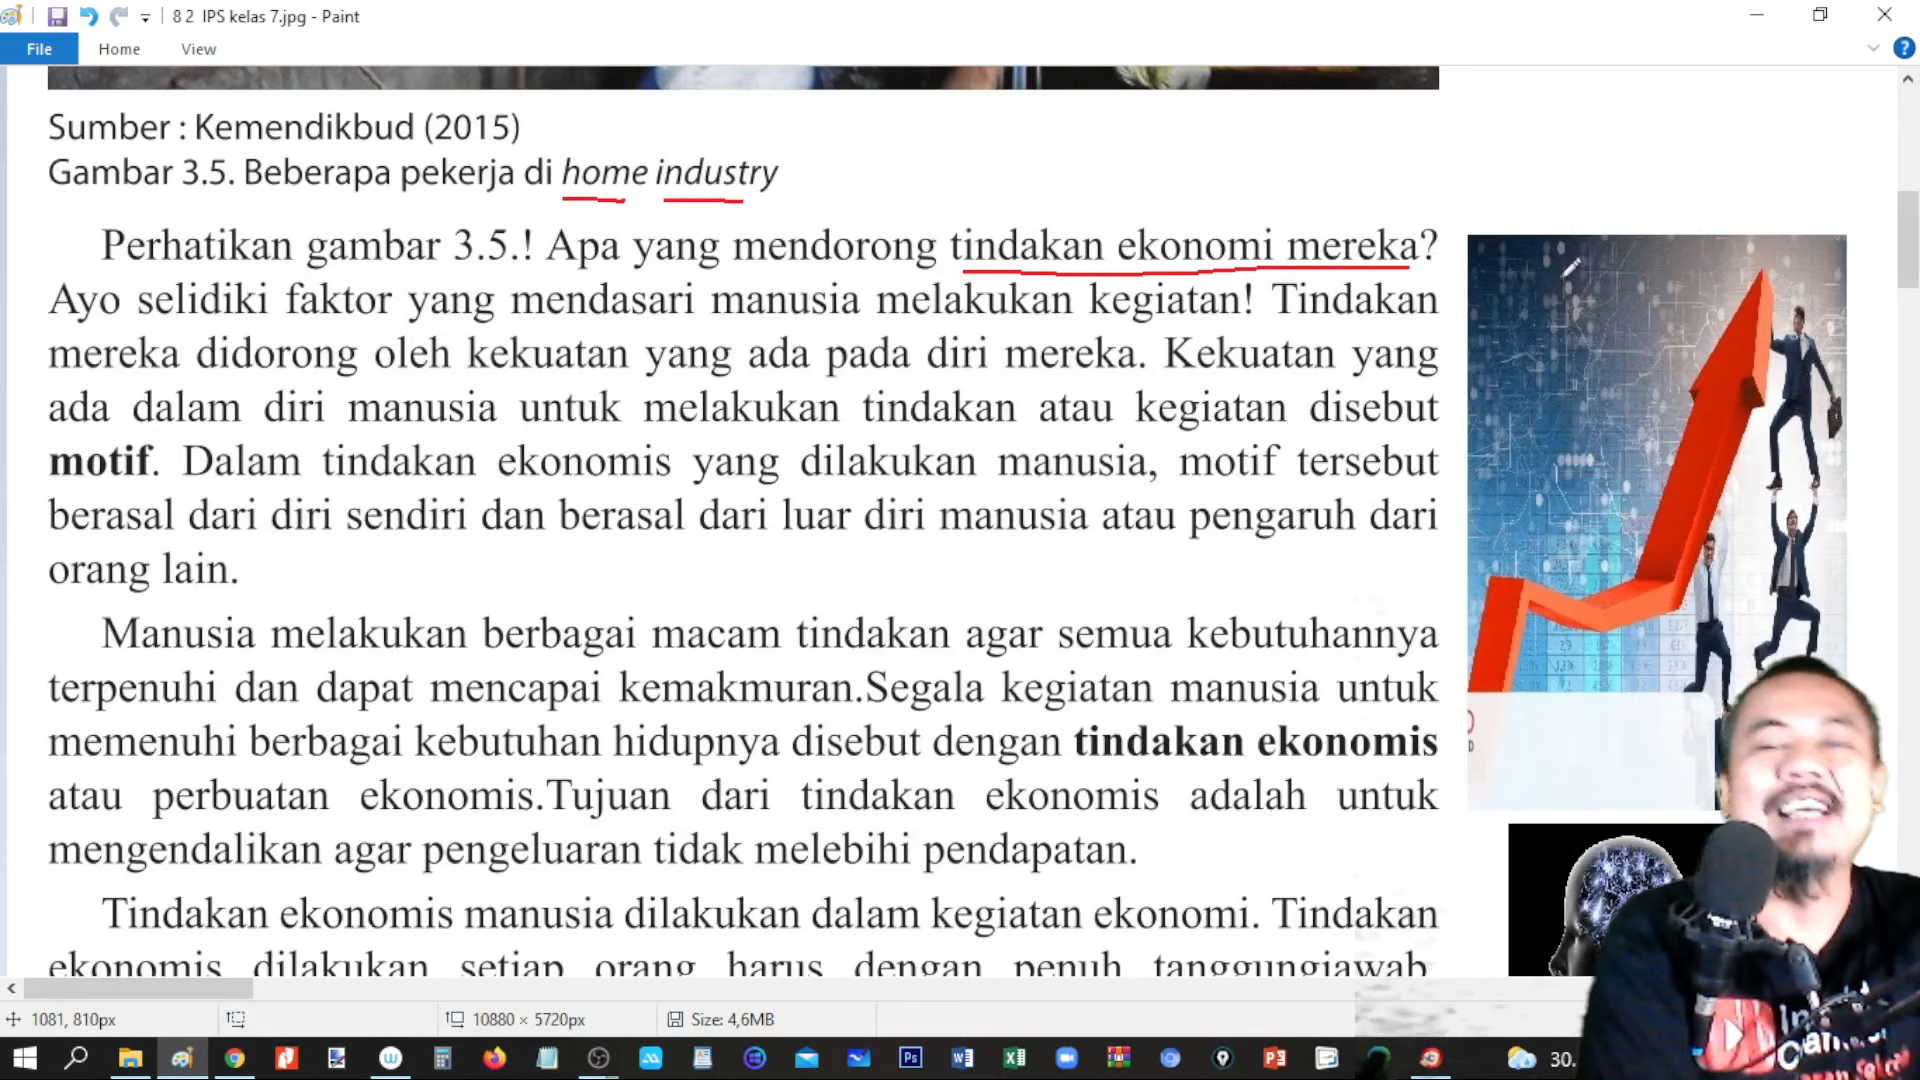 8 2 IPS kelas 7.jpg - Paint
File Home View
Sumber : Kemendikbud (2015)
Gambar 3.5. Beberapa pekerja di home industry
Perhatikan gambar 3.5.! Apa yang mendorong tindakan ekonomi mereka?
Ayo selidiki faktor yang mendasari manusia melakukan kegiatan! Tindakan
mereka didorong oleh kekuatan yang ada pada diri mereka. Kekuatan yang
ada dalam diri manusia untuk melakukan tindakan atau kegiatan disebut
motif. Dalam tindakan ekonomis yang dilakukan manusia, motif tersebut
berasal dari diri sendiri dan berasal dari luar diri manusia atau pengaruh dari
orang lain.
Manusia melakukan berbagai macam tindakan agar semua kebutuhannya
terpenuhi dan dapat mencapai kemakmuran.Segala kegiatan manusia untuk
memenuhi berbagai kebutuhan hidupnya disebut dengan tindakan ekonomis
atau perbuatan ekonomis.Tujuan dari tindakan ekonomis adalah untuk
mengendalikan agar pengeluaran tidak melebihi pendapatan.
Tindakan ekonomis manusia dilakukan dalam kegiatan ekonomi. Tindakan
ekonomis dilakukan setiap orang harus dengan penuh tanggungjawab.
1081, 810px
10880 × 5720px
Size: 4,6MB
30.